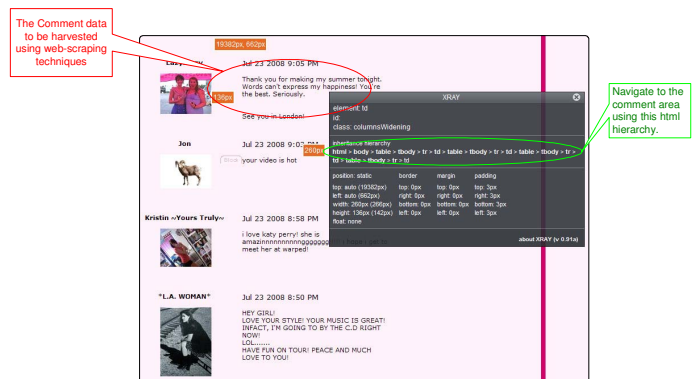 The Comment data
to be harvested
using web-scraping
techniques
19382px, 662px
Jul 23 2008 9:05 PM
Thank you for making my summer tonight.
Words can't express my happiness! You're
the best. Seriously.
See you in London!
136px
260px
XRAY
element: td
id:
class: columnsWidening
inheritance hierarchy
html > body > table > tbody > tr > td > table > tbody > tr > td > table > tbody > tr >
td > table > tbody > tr > td
position: static border margin padding
top: auto (19382px) top: 0px top: 0px top: 3px
left: auto (662px) right: 0px right: 0px right: 3px
width: 260px (266px) bottom: 0px bottom: 0px bottom: 3px
height: 136px (142px) left: 0px left: 0px left: 3px
float: none
about XRAY (v 0.91a)
Navigate to the
comment area
using this html
hierarchy.
Jon
Jul 23 2008 9:03 PM
your video is hot
Kristin ~Yours Truly~
Jul 23 2008 8:58 PM
i love katy perry! she is
meet her at warped!
*L.A. WOMAN*
Jul 23 2008 8:50 PM
HEY GIRL!
LOVE YOUR STYLE! YOUR MUSIC IS GREAT!
INFACT, I'M GOING TO BY THE C.D RIGHT
NOW!
LOL.......
HAVE FUN ON TOUR! PEACE AND MUCH
LOVE TO YOU!